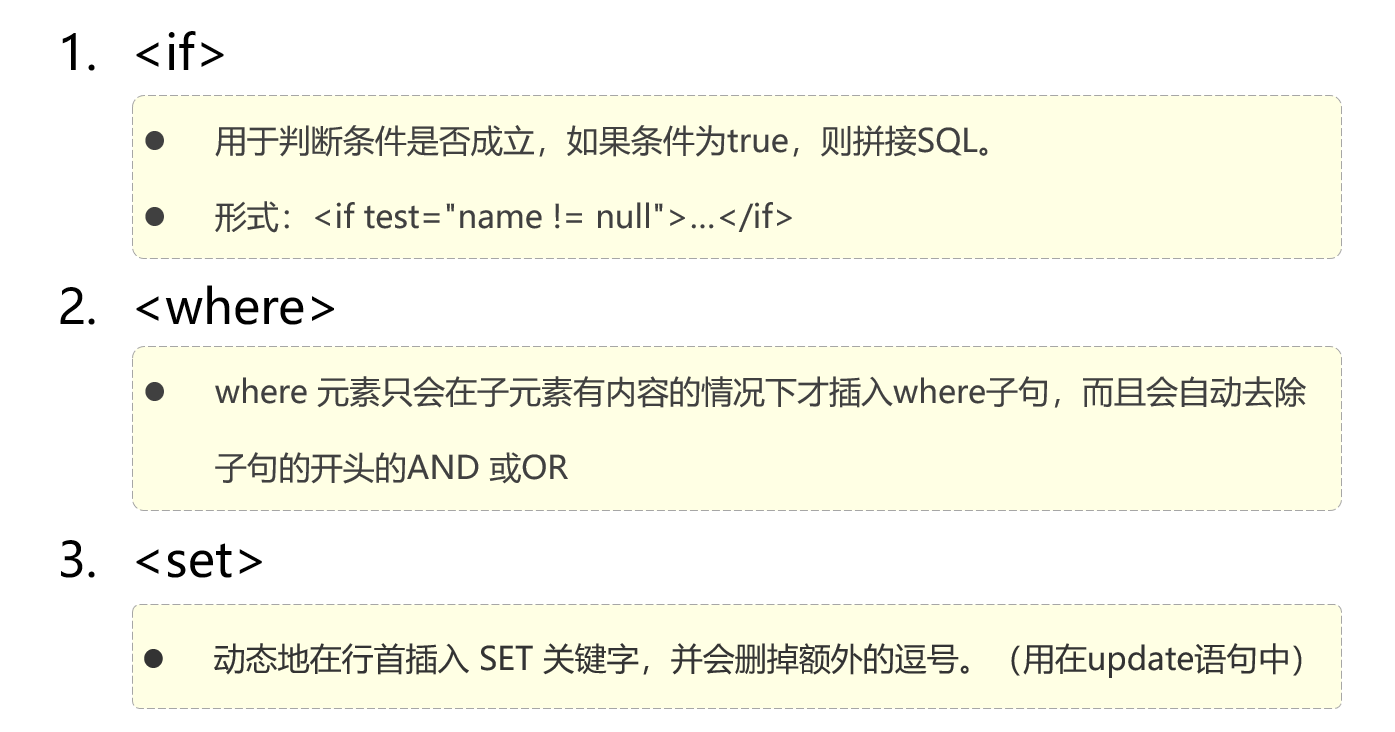 1. <if>
● 用于判断条件是否成立，如果条件为true，则拼接SQL。
● 形式：<if test="name != null">…</if>
2. <where>
● where 元素只会在子元素有内容的情况下才插入where子句，而且会自动去除
子句的开头的AND 或OR
3. <set>
● 动态地在行首插入 SET 关键字，并会删掉额外的逗号。（用在update语句中）